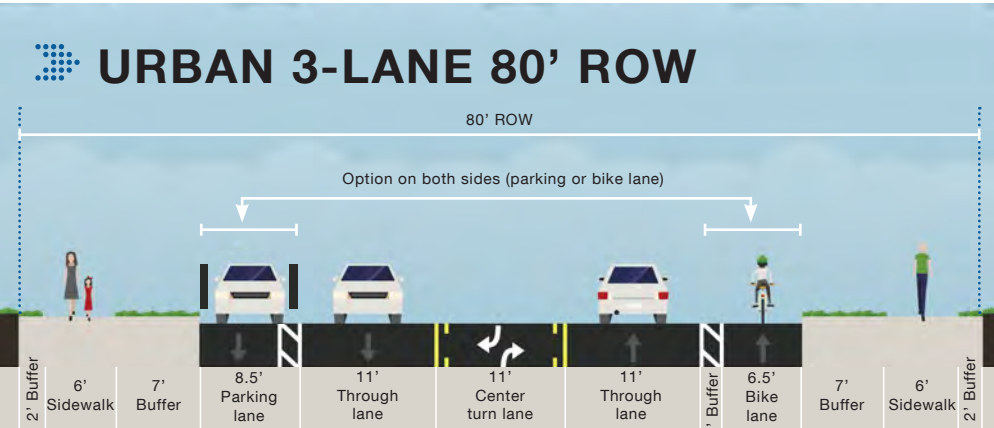 URBAN 3-LANE 80’ ROW
80’ ROW
Option on both sides (parking or bike lane)
2’ Buffer
6’
Sidewalk
7’
Buffer
8.5’
Parking
lane
11’
Through
lane
11’
Center
turn lane
11’
Through
lane
’ Buffer
6.5’
Bike
lane
7’
Buffer
6’
Sidewalk
2’ Buffer